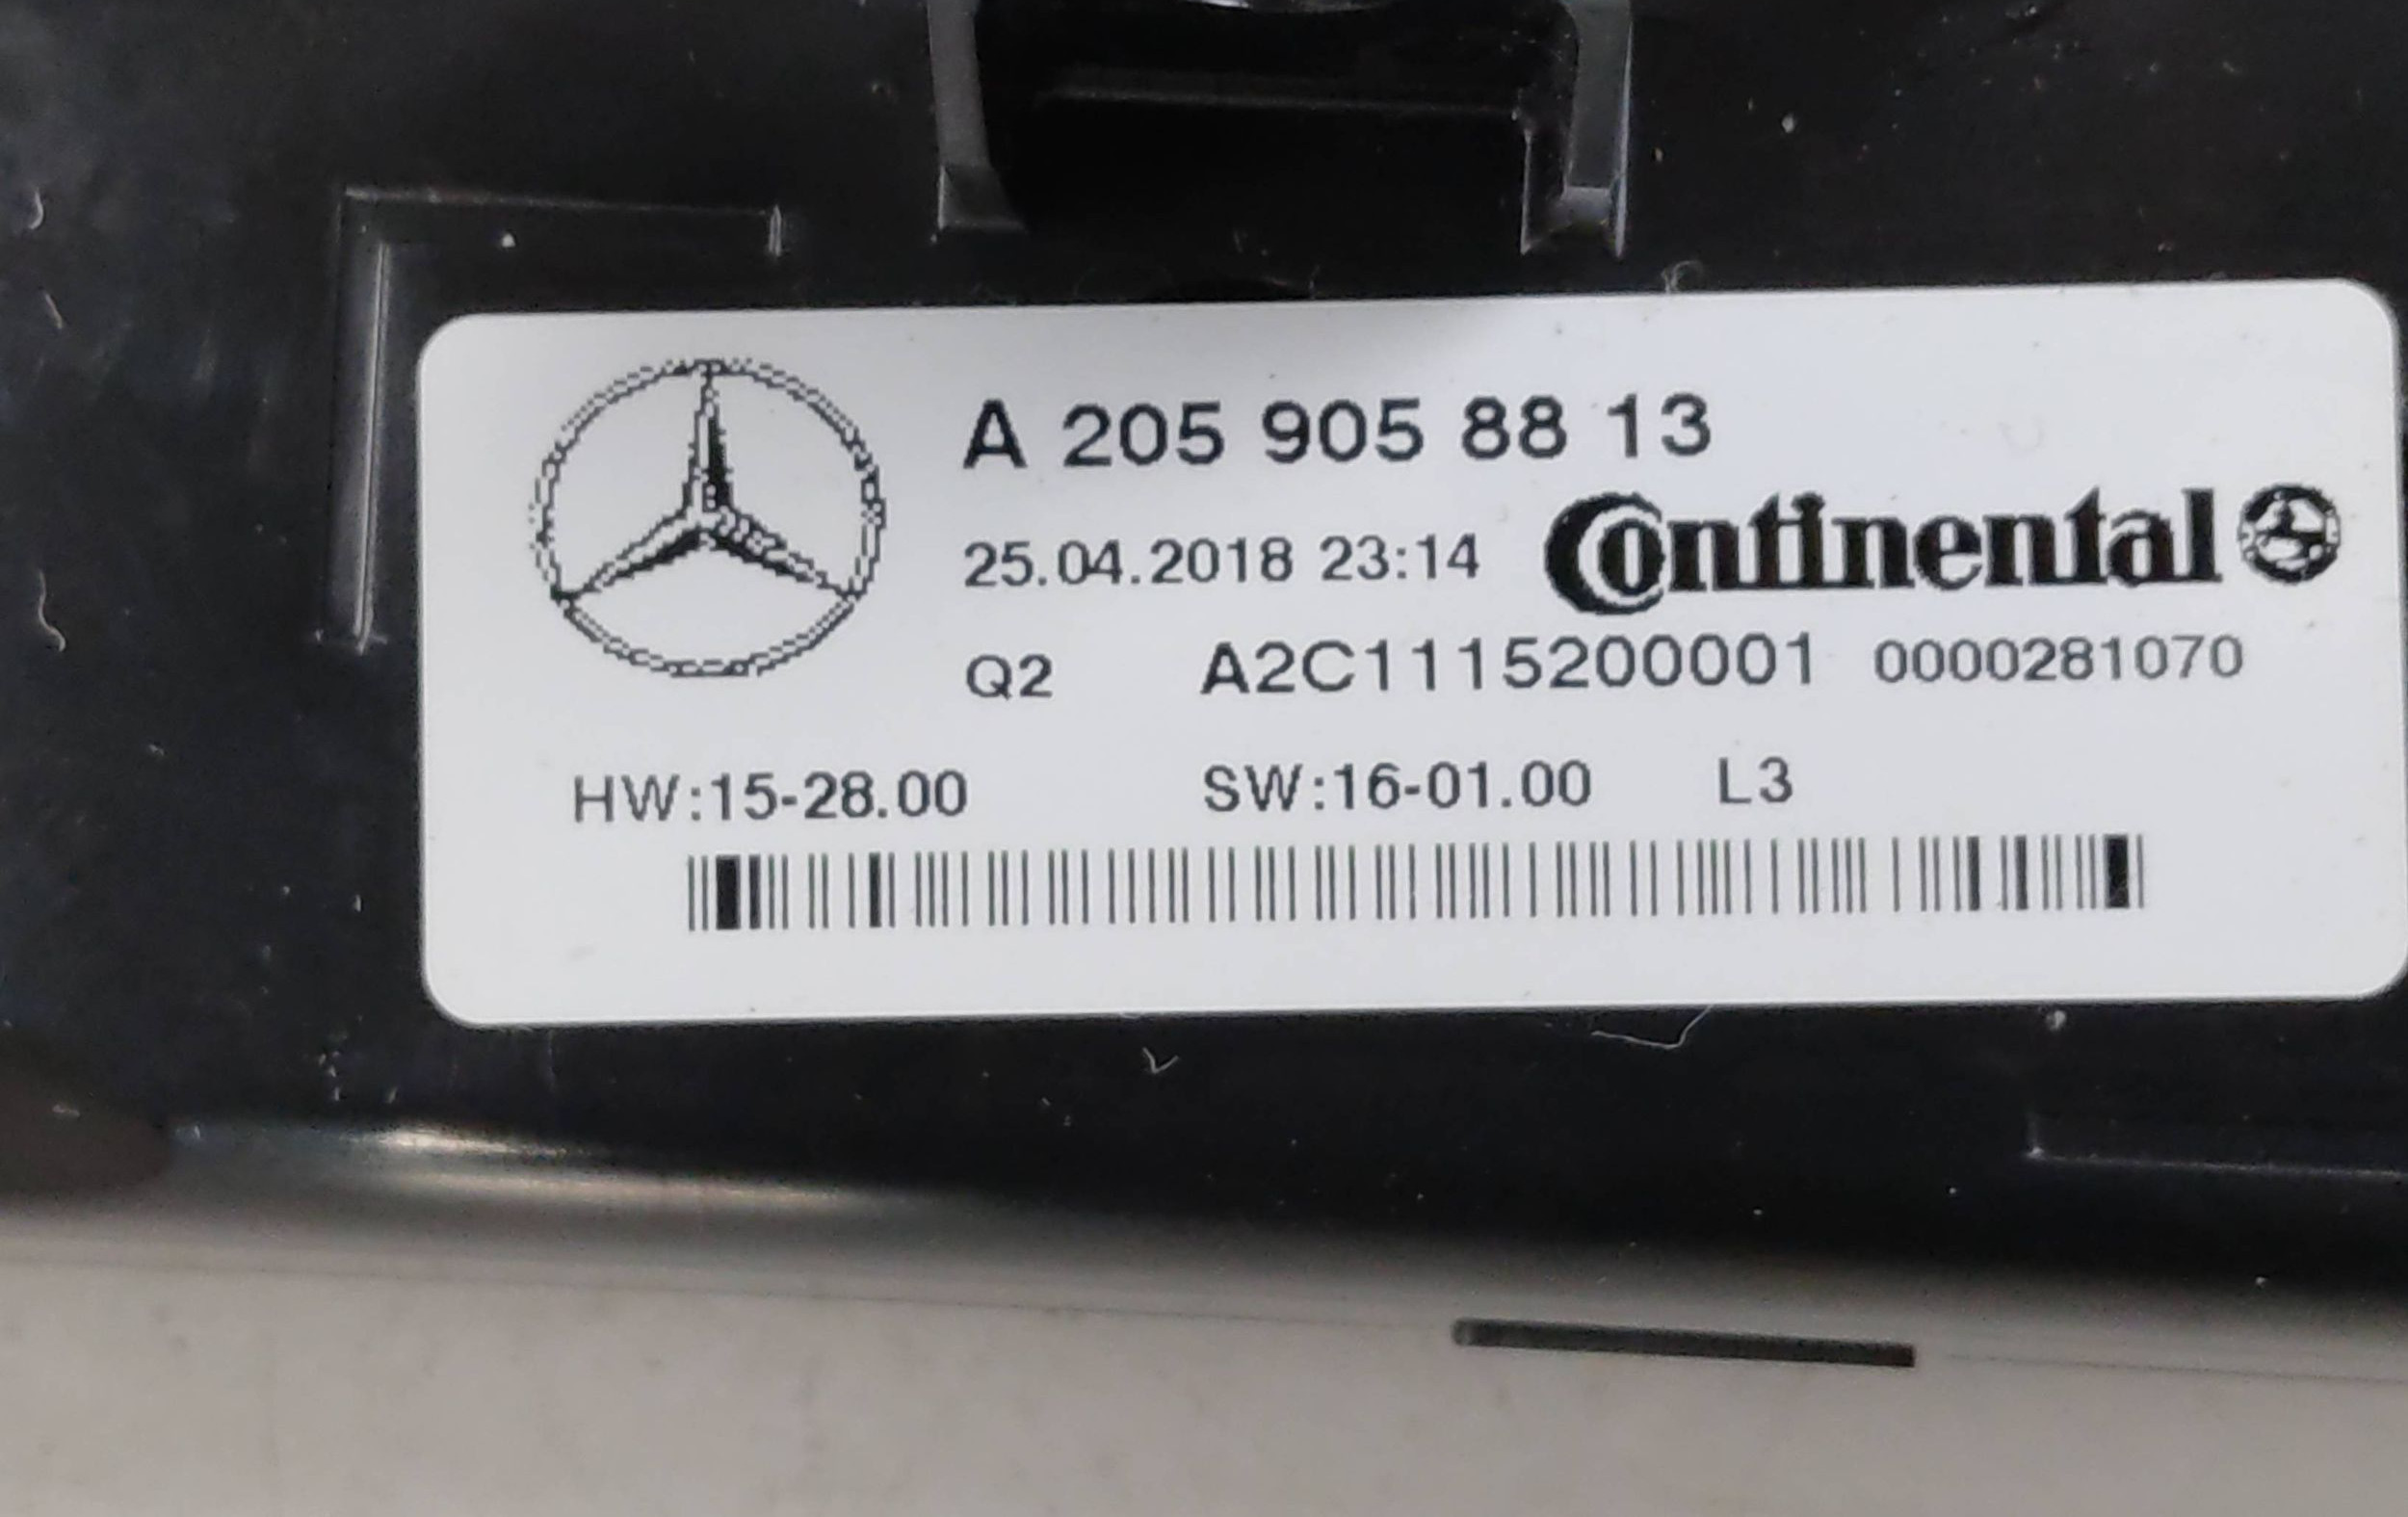 A 205 905 88 13
25.04.2018 23:14 Continental
Q2 A2C1115200001 0000281070
HW:15-28.00 SW:16-01.00 L3